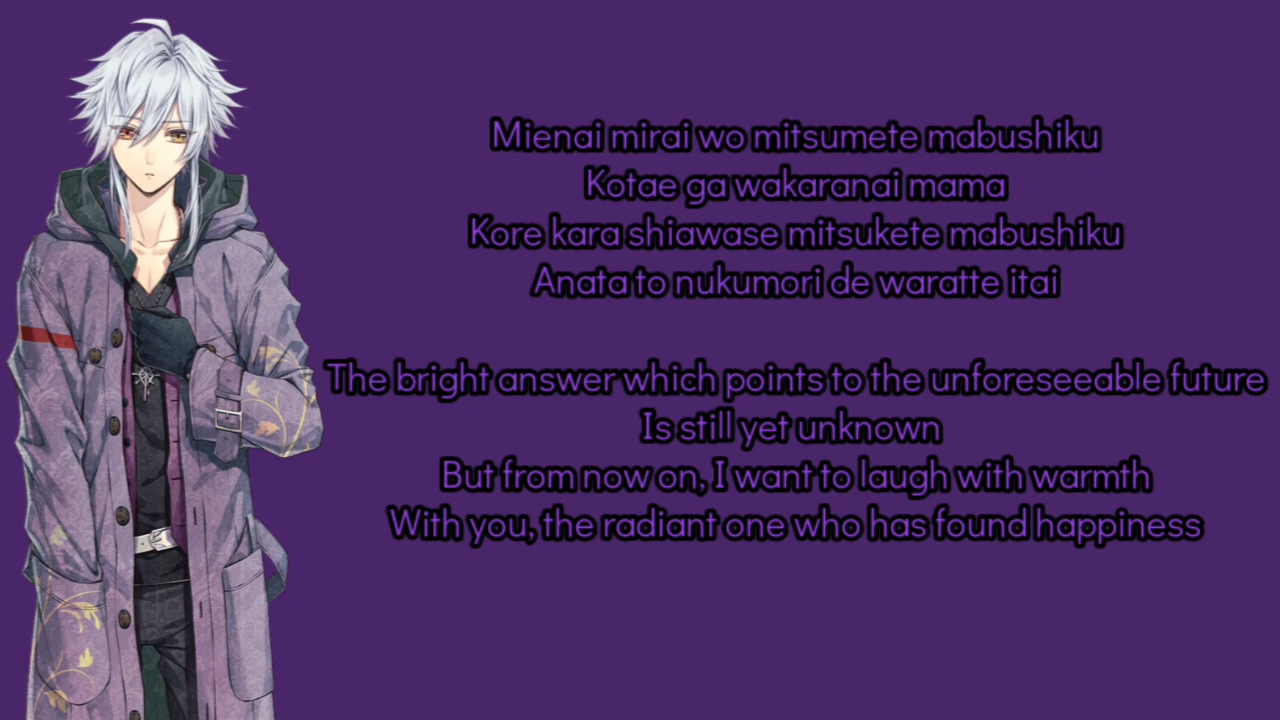 Mienai mirai wo mitsumete mabushiku
Kotae ga wakaranai mama
Kore kara shiawase mitsukete mabushiku
Anata to nukumori de waratte itai
The bright answer which points to the unforeseeable future
Is still yet unknown
But from now on, I want to laugh with warmth
With you, the radiant one who has found happiness